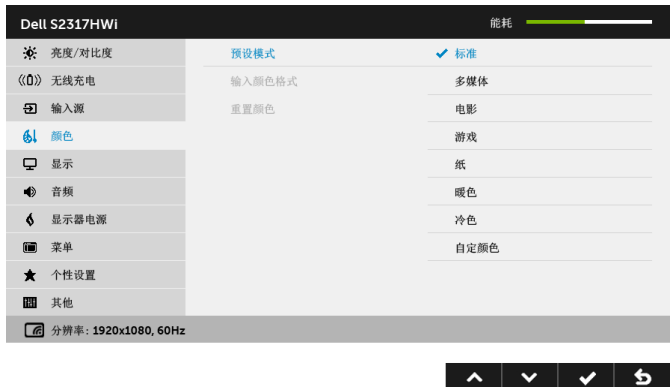 Dell S2317HWi 能耗
亮度/对比度 预设模式 标准
无线充电 输入颜色格式 多媒体
输入源 重置颜色 电影
颜色 游戏
显示 纸
音频 暖色
显示器电源 冷色
菜单 自定颜色
个性设置
其他
分辨率: 1920x1080, 60Hz